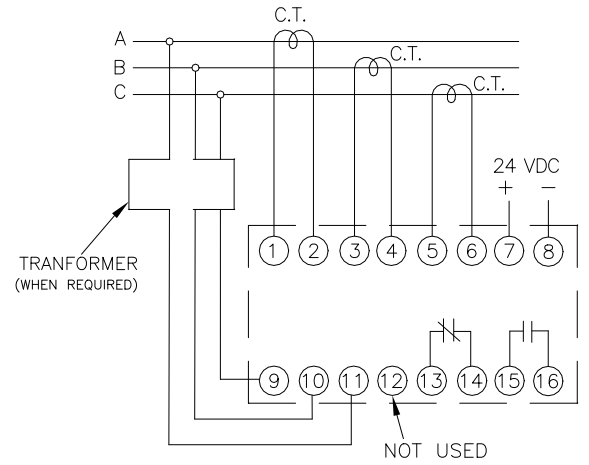 C.T.
A
B
C.T.
C
C.T.
24 VDC
+ −
1 2 3 4 5 6 7 8
TRANFORMER
(WHEN REQUIRED)
9 10 11 12 13 14 15 16
NOT USED